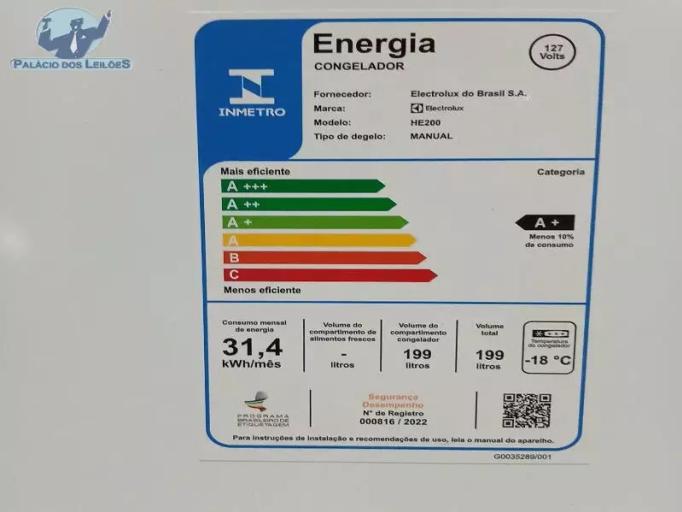 PALÁCIO DOS LEILÕES
Energia
CONGELADOR
127
Volts
INMETRO
Fornecedor: Electrolux do Brasil S.A.
Marca: Electrolux
Modelo: HE200
Tipo de degelo: MANUAL
Mais eficiente
Categoria
A +++
A ++
A +
A
B
C
A +
Menos 10%
de consumo
Menos eficiente
Consumo mensal
de energia
31,4
kWh/mês
Volume do
compartimento de
alimentos frescos
-
litros
Volume do
compartimento
congelador
199
litros
Volume
total
199
litros
Temperatura
do congelador
-18 °C
PROGRAMA
BRASILEIRO DE
ETIQUETAGEM
Segurança
Desempenho
N° de Registro
000816 / 2022
Para instruções de instalação e recomendações de uso, leia o manual do aparelho.
G0035289/001